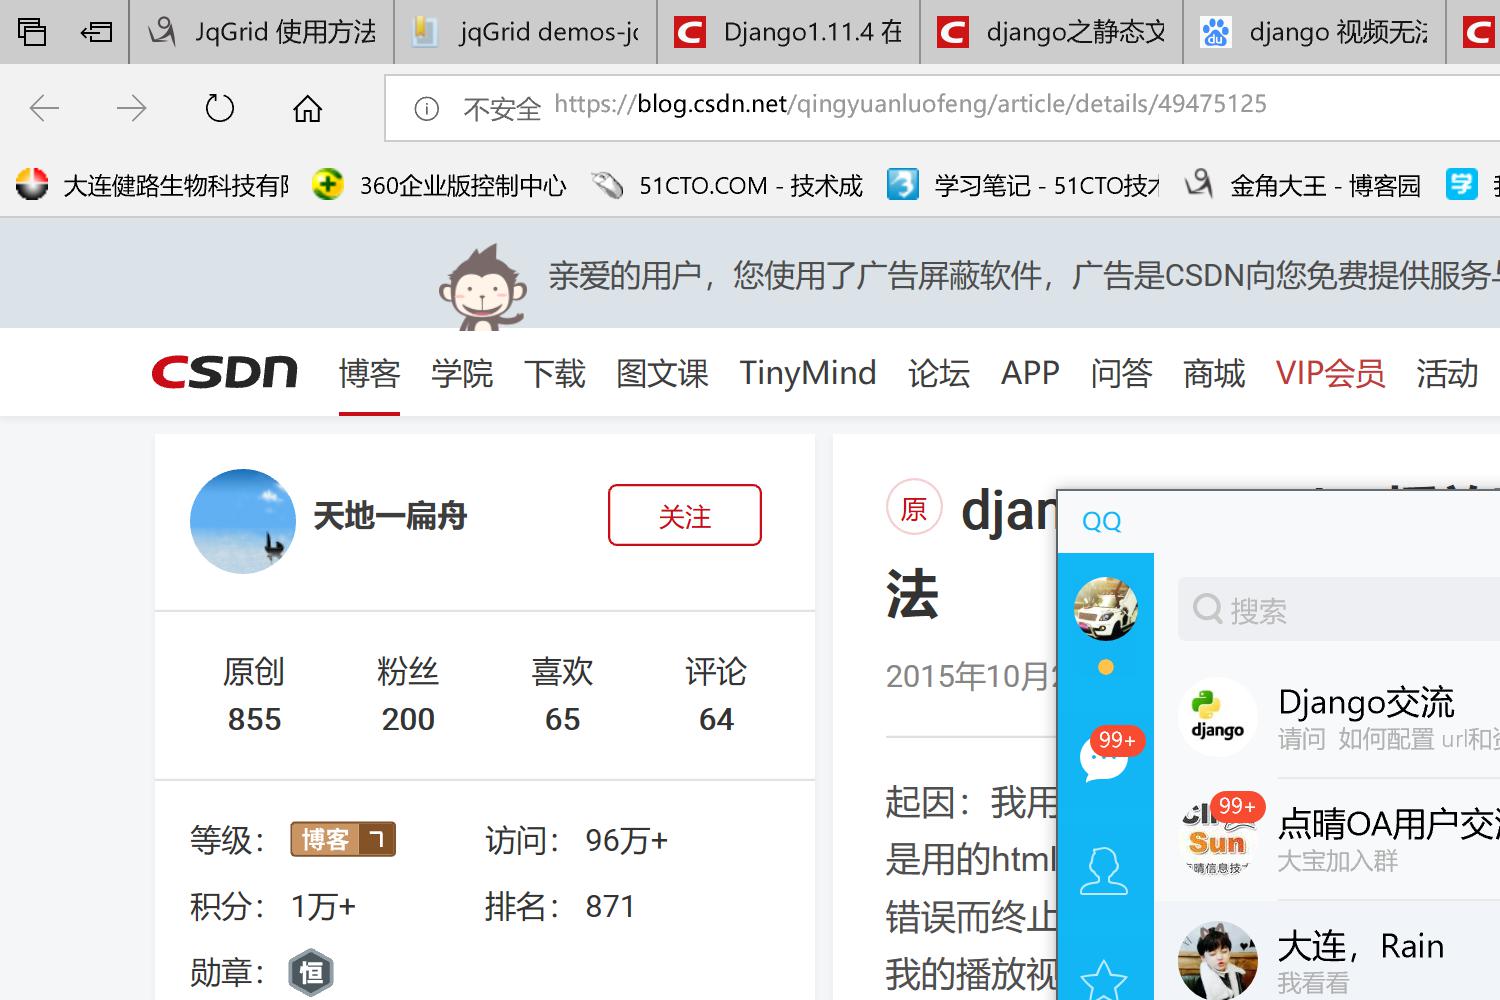 JqGrid 使用方法
jqGrid demos-jq
Django1.11.4 在
django之静态文
django 视频无法
不安全 https://blog.csdn.net/qingyuanluofeng/article/details/49475125
大连健路生物科技有限
360企业版控制中心
51CTO.COM - 技术成
学习笔记 - 51CTO技术
金角大王 - 博客园
学
亲爱的用户，您使用了广告屏蔽软件，广告是CSDN向您免费提供服务与
CSDN 博客 学院 下载 图文课 TinyMind 论坛 APP 问答 商城 VIP会员 活动
天地一扁舟
关注
原创 粉丝 喜欢 评论
855 200 65 64
等级： 博客 7 访问： 96万+
积分： 1万+ 排名： 871
勋章： 恒
原 djan
法
2015年10月2
起因：我用
是用的html
错误而终止
我的播放视
QQ
搜索
99+
django
Django交流
请问 如何配置 url和资
99+
Sun
点晴OA用户交流
大宝加入群
大连，Rain
我看看